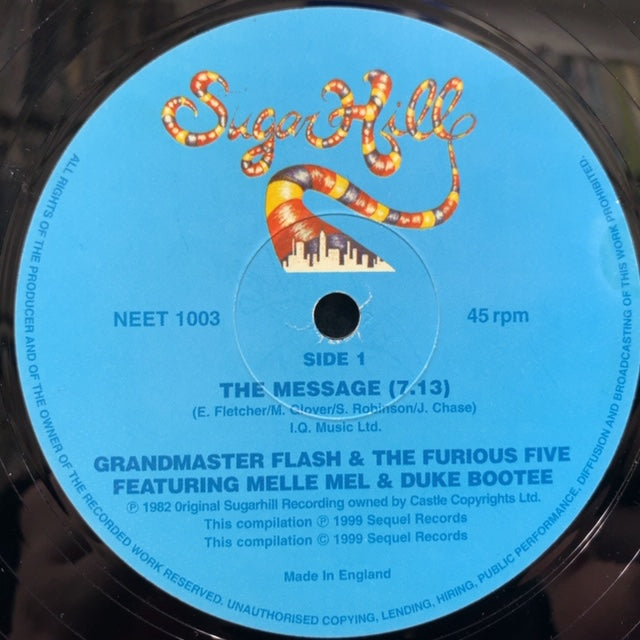 Sugar Hill
NEET 1003
45 rpm
SIDE 1
THE MESSAGE (7.13)
(E. Fletcher/M. Glover/S. Robinson/J. Chase)
I.Q. Music Ltd.
GRANDMASTER FLASH & THE FURIOUS FIVE
FEATURING MELLE MEL & DUKE BOOTEE
℗ 1982 Original Sugarhill Recording owned by Castle Copyrights Ltd.
This compilation ℗ 1999 Sequel Records
This compilation © 1999 Sequel Records
Made In England
ALL RIGHTS OF THE PRODUCER AND OF THE OWNER OF THE RECORDED WORK RESERVED. UNAUTHORISED COPYING, LENDING, HIRING, PUBLIC PERFORMANCE, DIFFUSION AND BROADCASTING OF THIS WORK PROHIBITED.